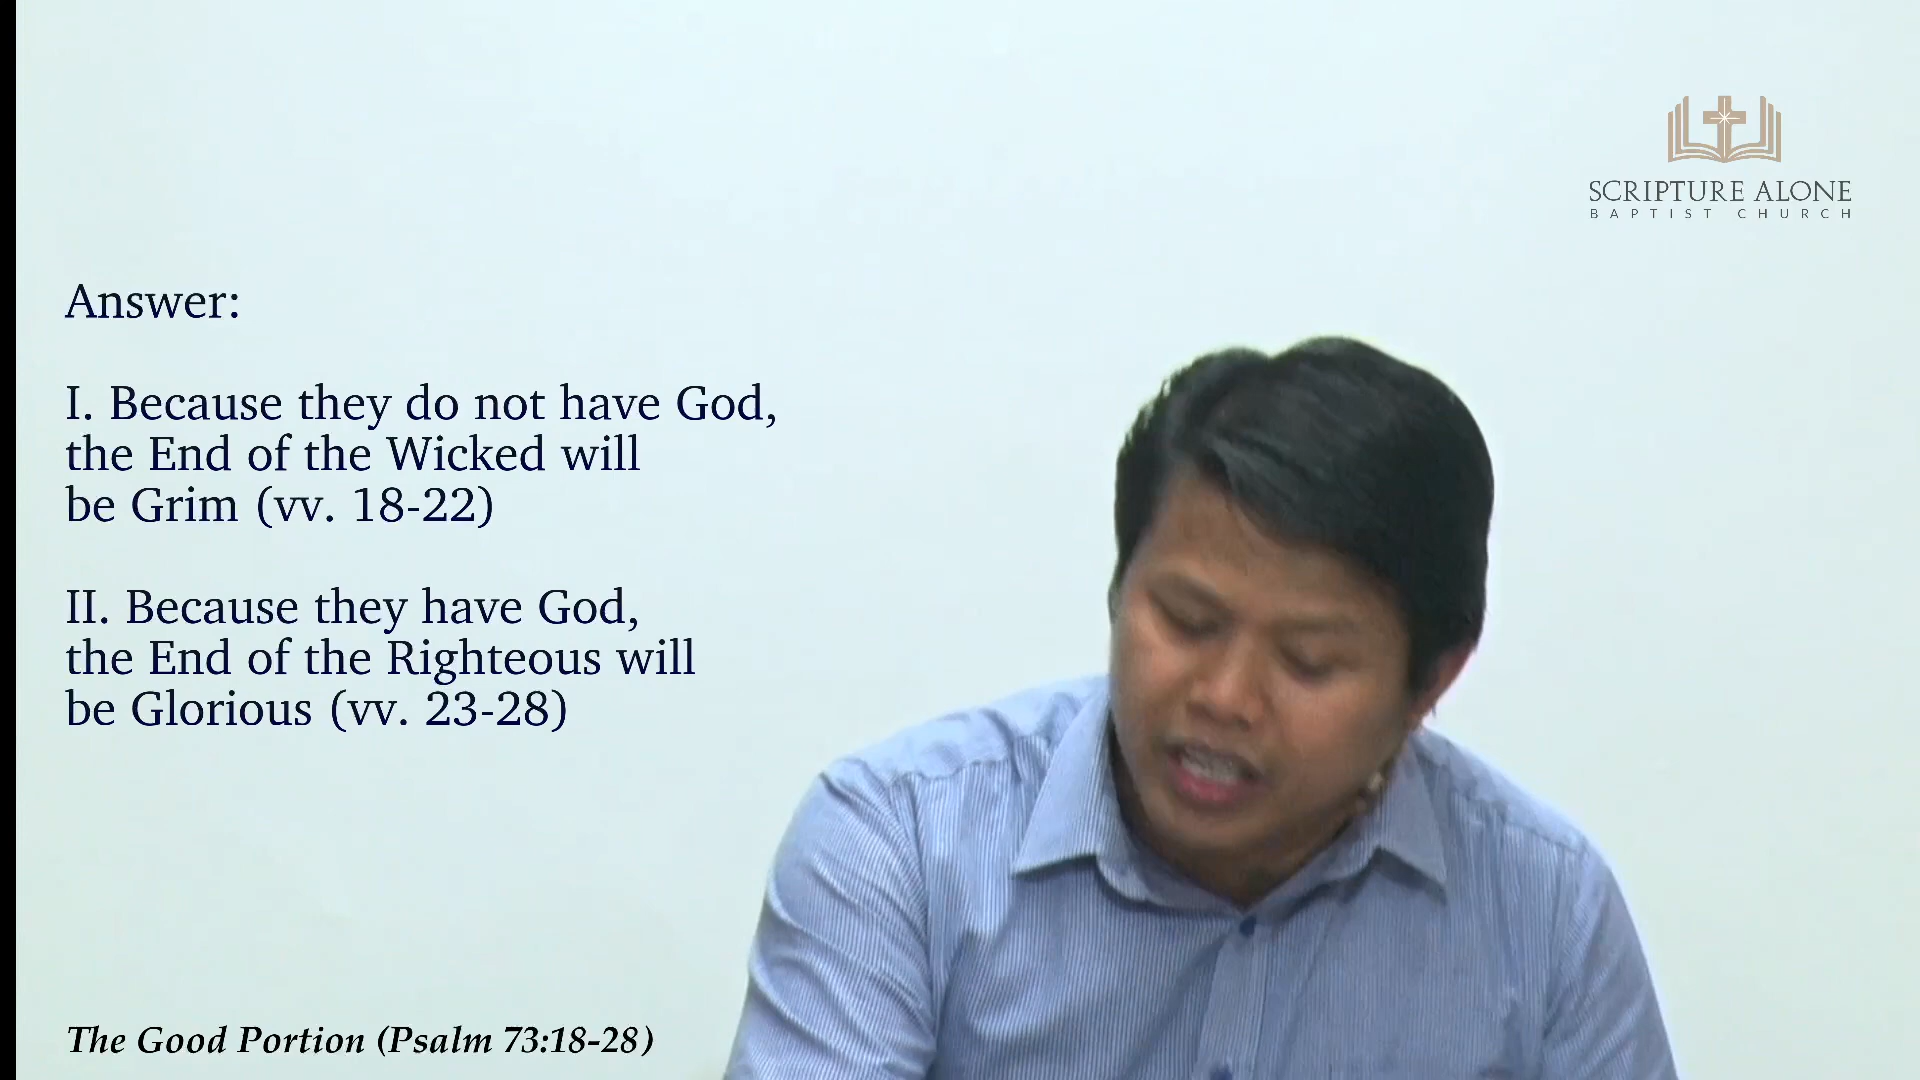 SCRIPTURE ALONE
BAPTIST CHURCH
Answer:
I. Because they do not have God,
the End of the Wicked will
be Grim (vv. 18-22)
II. Because they have God,
the End of the Righteous will
be Glorious (vv. 23-28)
The Good Portion (Psalm 73:18-28)